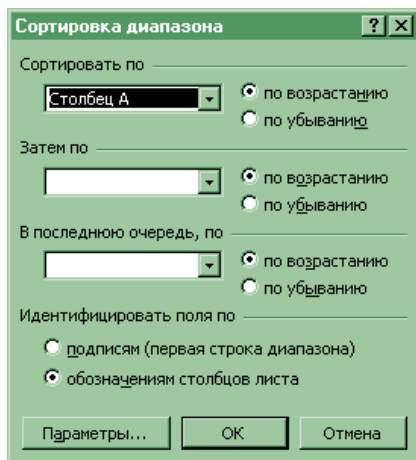 Сортировка диапазона
Сортировать по
Столбец А
по возрастанию
по убыванию
Затем по
по возрастанию
по убыванию
В последнюю очередь, по
по возрастанию
по убыванию
Идентифицировать поля по
подписям (первая строка диапазона)
обозначениям столбцов листа
Параметры... ОК Отмена